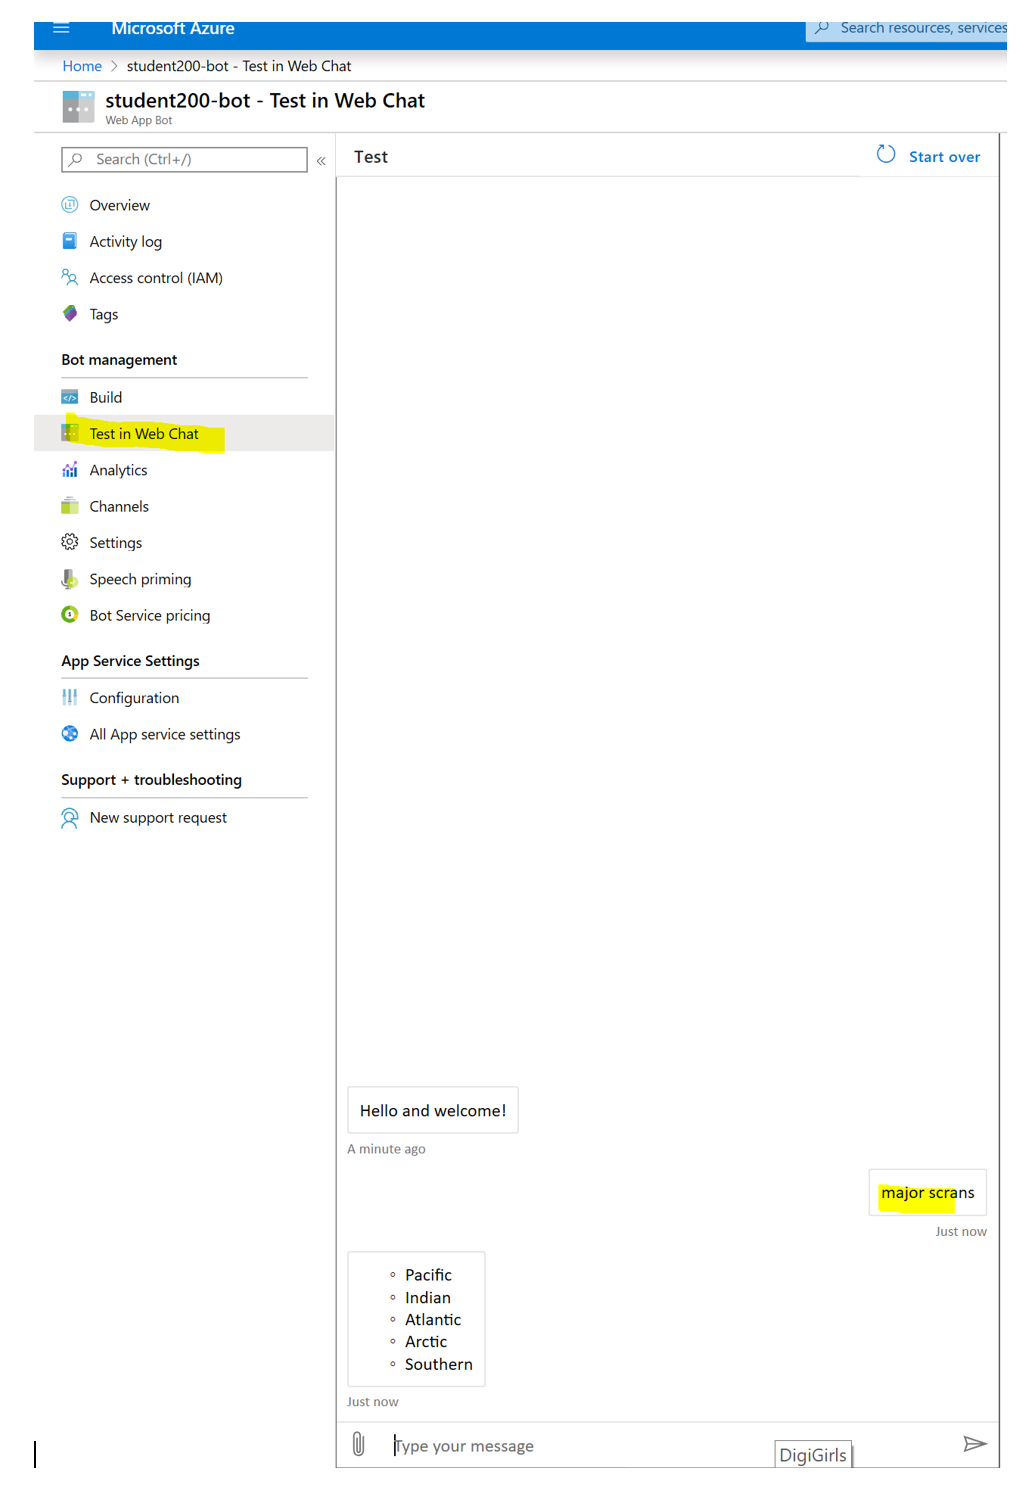 Microsoft Azure
Search resources, services
Home > student200-bot - Test in Web Chat
student200-bot - Test in Web Chat
Web App Bot
Search (Ctrl+/)
«
Test
Start over
Overview
Activity log
Access control (IAM)
Tags
Bot management
Build
Test in Web Chat
Analytics
Channels
Settings
Speech priming
Bot Service pricing
App Service Settings
Configuration
All App service settings
Support + troubleshooting
New support request
Hello and welcome!
A minute ago
major scrans
Just now
◦ Pacific
◦ Indian
◦ Atlantic
◦ Arctic
◦ Southern
Just now
Type your message
DigiGirls